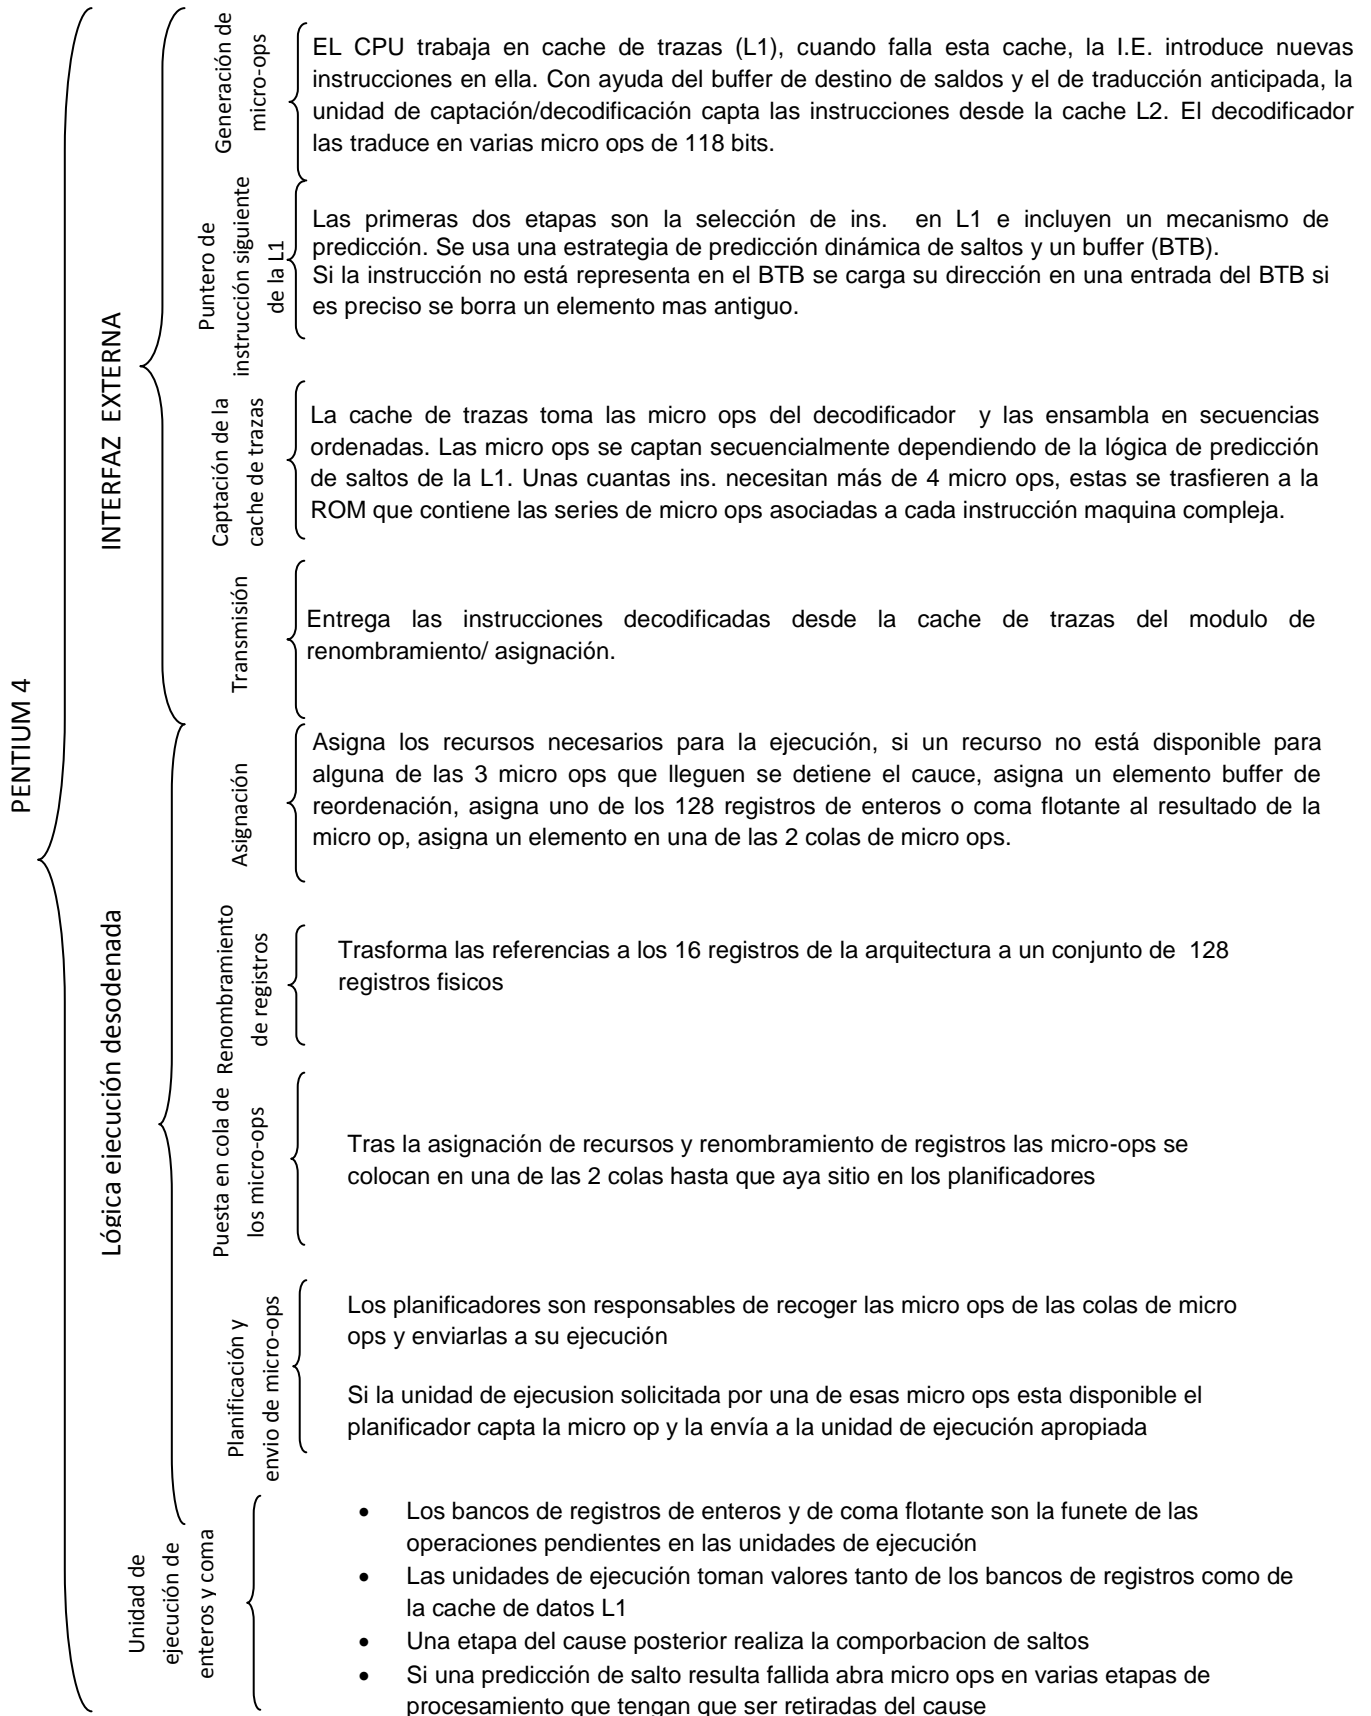 PENTIUM 4
INTERFAZ EXTERNA
Generación de
micro-ops
EL CPU trabaja en cache de trazas (L1), cuando falla esta cache, la I.E. introduce nuevas
instrucciones en ella. Con ayuda del buffer de destino de saldos y el de traducción anticipada, la
unidad de captación/decodificación capta las instrucciones desde la cache L2. El decodificador
las traduce en varias micro ops de 118 bits.
Puntero de
instrucción siguiente
de la L1
Las primeras dos etapas son la selección de ins. en L1 e incluyen un mecanismo de
predicción. Se usa una estrategia de predicción dinámica de saltos y un buffer (BTB).
Si la instrucción no está representa en el BTB se carga su dirección en una entrada del BTB si
es preciso se borra un elemento mas antiguo.
Captación de la
cache de trazas
La cache de trazas toma las micro ops del decodificador y las ensambla en secuencias
ordenadas. Las micro ops se captan secuencialmente dependiendo de la lógica de predicción
de saltos de la L1. Unas cuantas ins. necesitan más de 4 micro ops, estas se trasfieren a la
ROM que contiene las series de micro ops asociadas a cada instrucción maquina compleja.
Transmisión
Entrega las instrucciones decodificadas desde la cache de trazas del modulo de
renombramiento/ asignación.
Lógica ejecución desodenada
Asignación
Asigna los recursos necesarios para la ejecución, si un recurso no está disponible para
alguna de las 3 micro ops que lleguen se detiene el cauce, asigna un elemento buffer de
reordenación, asigna uno de los 128 registros de enteros o coma flotante al resultado de la
micro op, asigna un elemento en una de las 2 colas de micro ops.
Renombramiento
de registros
Trasforma las referencias a los 16 registros de la arquitectura a un conjunto de 128
registros fisicos
Puesta en cola de
los micro-ops
Tras la asignación de recursos y renombramiento de registros las micro-ops se
colocan en una de las 2 colas hasta que aya sitio en los planificadores
Planificación y
envio de micro-ops
Los planificadores son responsables de recoger las micro ops de las colas de micro
ops y enviarlas a su ejecución
Si la unidad de ejecusion solicitada por una de esas micro ops esta disponible el
planificador capta la micro op y la envía a la unidad de ejecución apropiada
Unidad de
ejecución de
enteros y coma
• Los bancos de registros de enteros y de coma flotante son la funete de las
operaciones pendientes en las unidades de ejecución
• Las unidades de ejecución toman valores tanto de los bancos de registros como de
la cache de datos L1
• Una etapa del cause posterior realiza la comporbacion de saltos
• Si una predicción de salto resulta fallida abra micro ops en varias etapas de
procesamiento que tengan que ser retiradas del cause